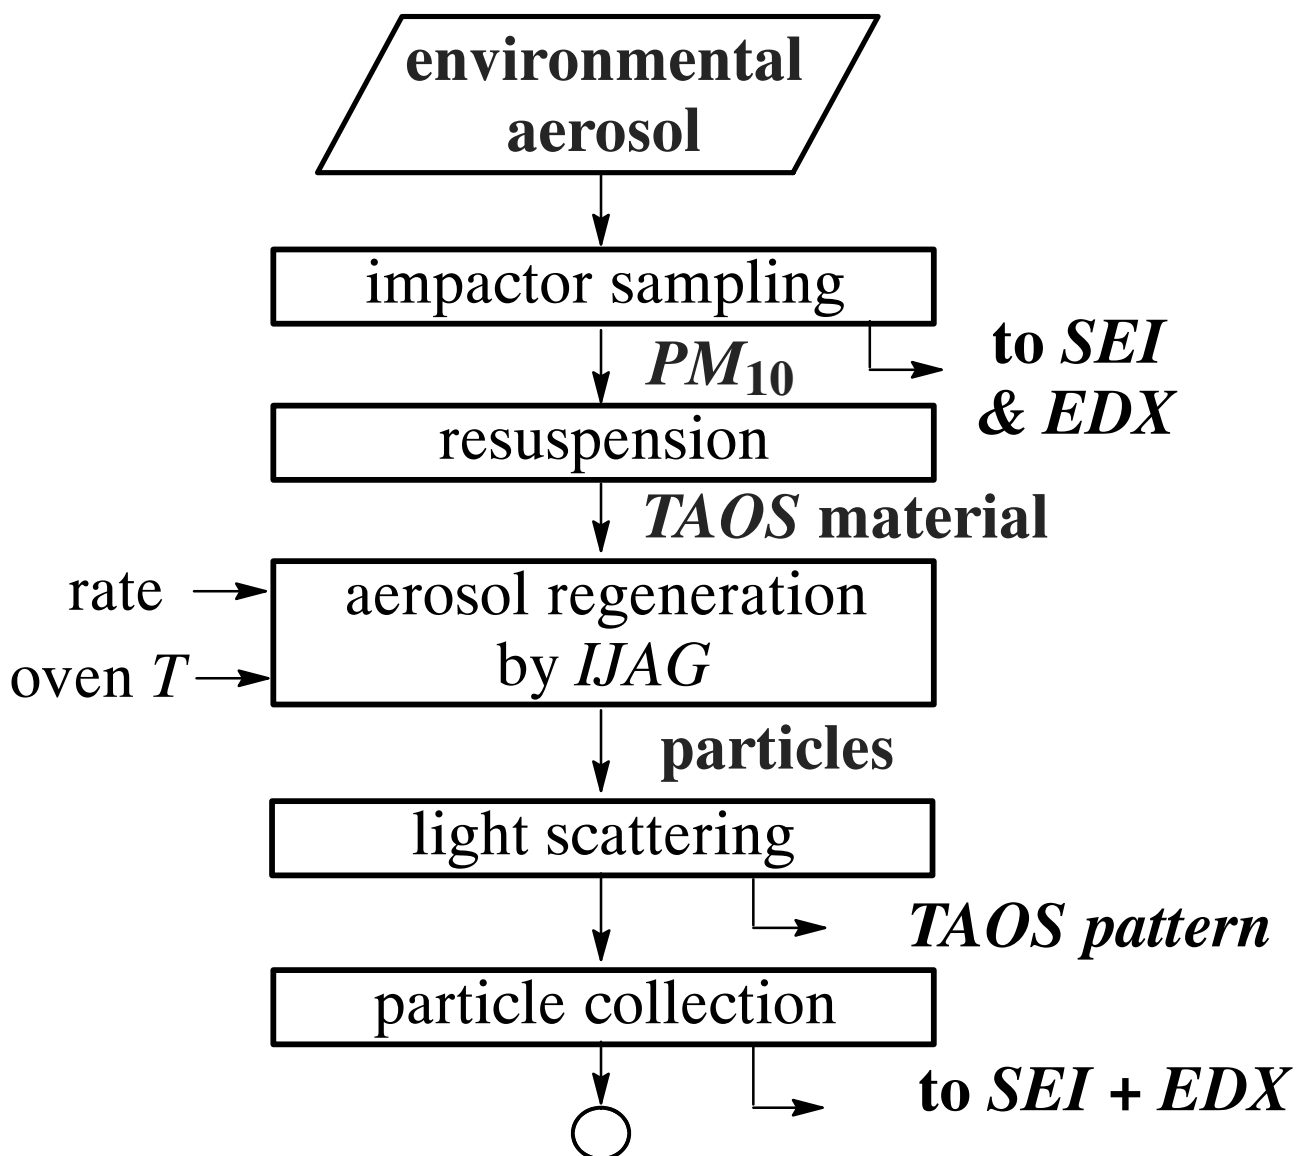 environmental
aerosol
impactor sampling
to SEI
& EDX
PM10
resuspension
TAOS material
rate
aerosol regeneration
by IJAG
oven T
particles
light scattering
TAOS pattern
particle collection
to SEI + EDX